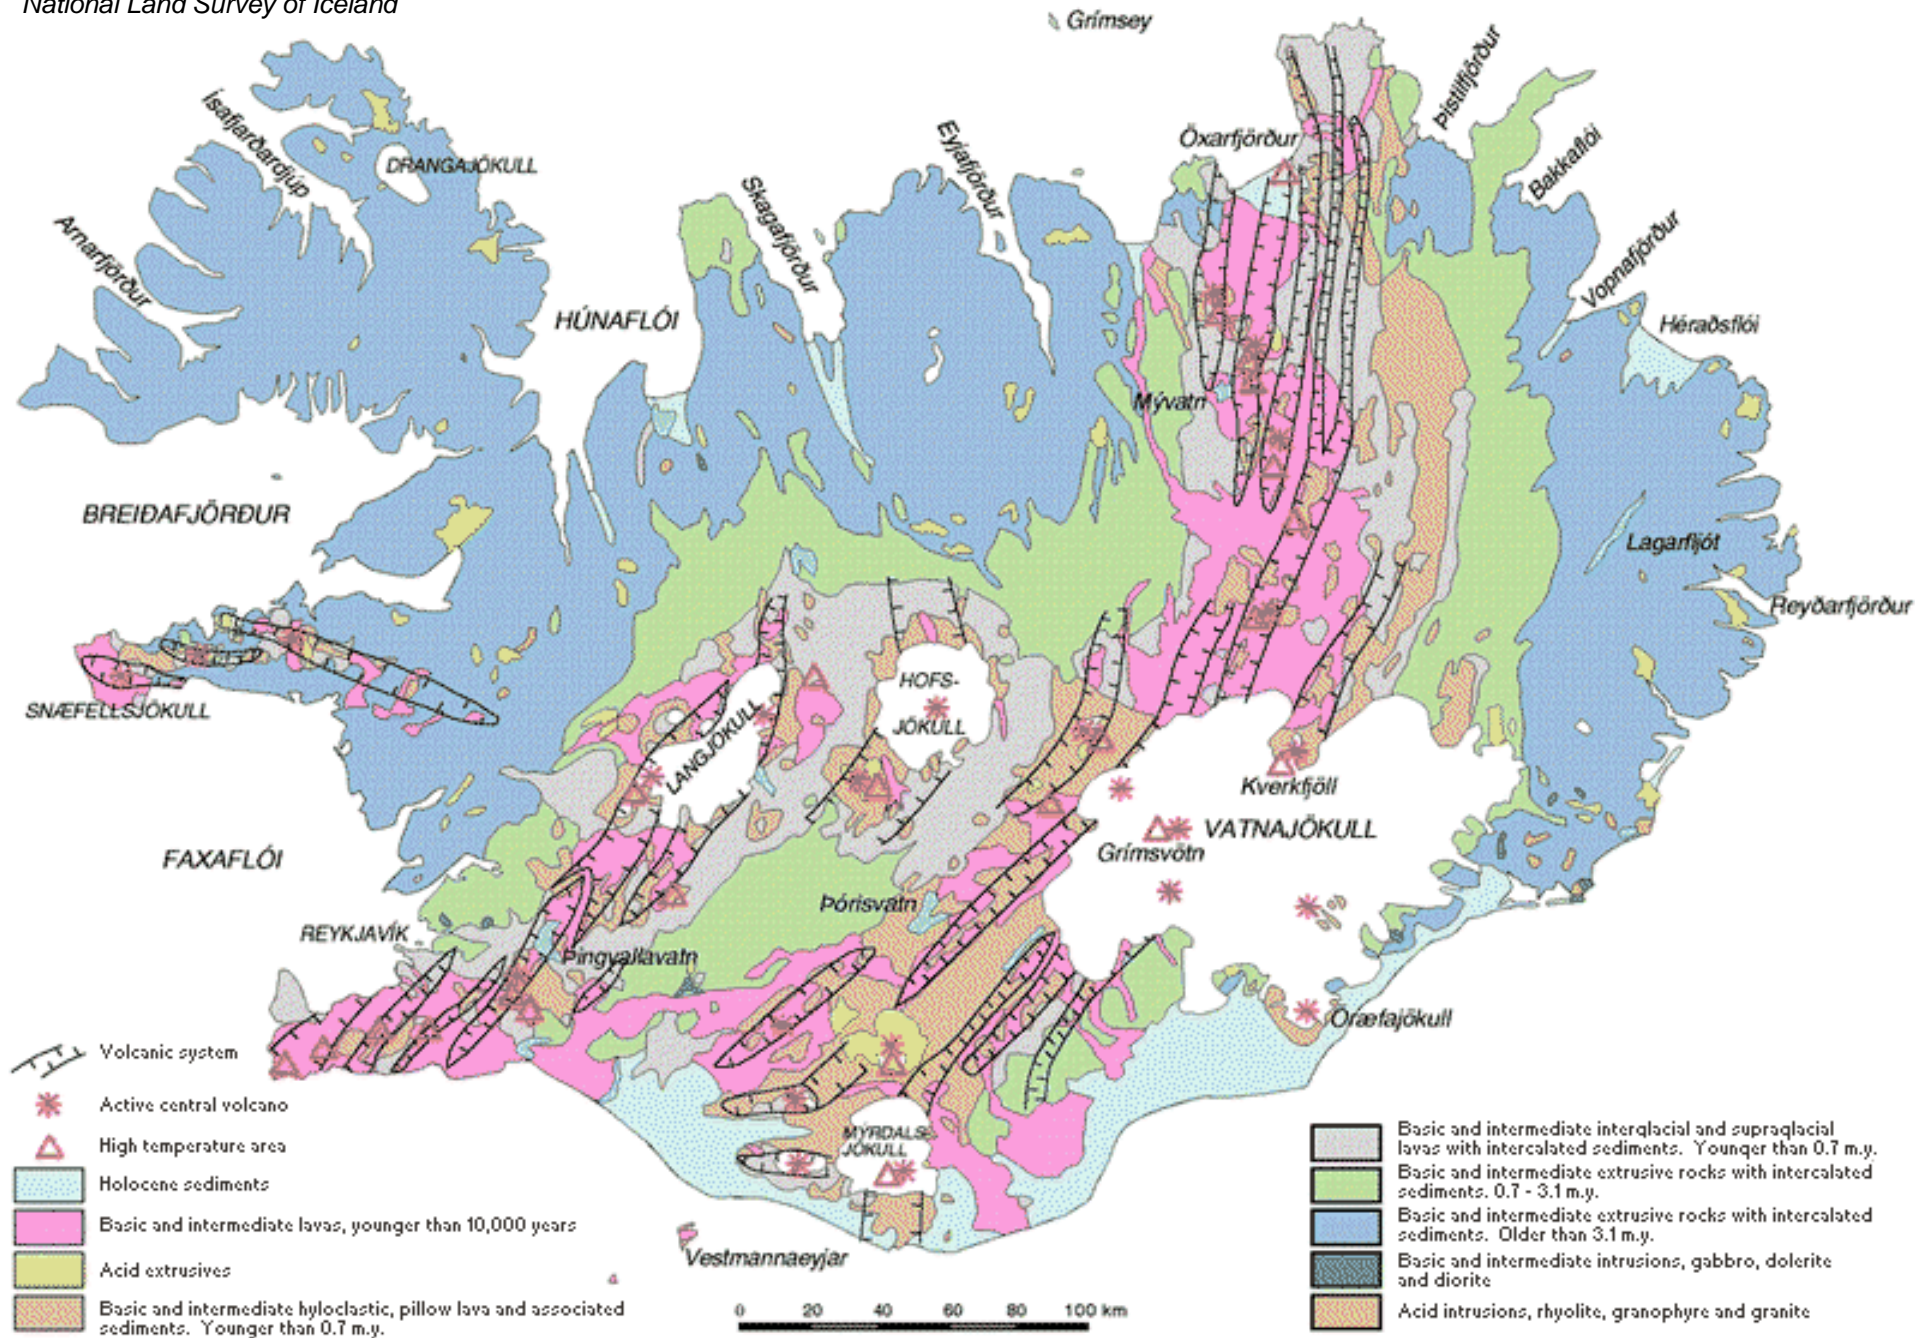 National Land Survey of Iceland
Grímsey
Ísafjarðardjúp
DRANGAJÖKULL
Arnarfjörður
HÚNAFLÓI
Skagafjörður
Eyjafjörður
Öxarfjörður
Þistilfjörður
Bakkaflói
Vopnafjörður
Héraðsflói
Mývatn
BREIÐAFJÖRÐUR
Lagarfljót
Reyðarfjörður
SNÆFELLSJÖKULL
LANGJÖKULL
HOFS-
JÖKULL
Kverkfjöll
VATNAJÖKULL
Grímsvötn
FAXAFLÓI
Þórisvatn
REYKJAVÍK
Þingvallavatn
Öræfajökull
MÝRDALS-
JÖKULL
Vestmannaeyjar
Volcanic system
Active central volcano
High temperature area
Holocene sediments
Basic and intermediate lavas, younger than 10,000 years
Acid extrusives
Basic and intermediate hyloclastic, pillow lava and associated
sediments. Younger than 0.7 m.y.
0 20 40 60 80 100 km
Basic and intermediate interglacial and supraglacial
lavas with intercalated sediments. Younger than 0.7 m.y.
Basic and intermediate extrusive rocks with intercalated
sediments. 0.7 - 3.1 m.y.
Basic and intermediate extrusive rocks with intercalated
sediments. Older than 3.1 m.y.
Basic and intermediate intrusions, gabbro, dolerite
and diorite
Acid intrusions, rhyolite, granophyre and granite